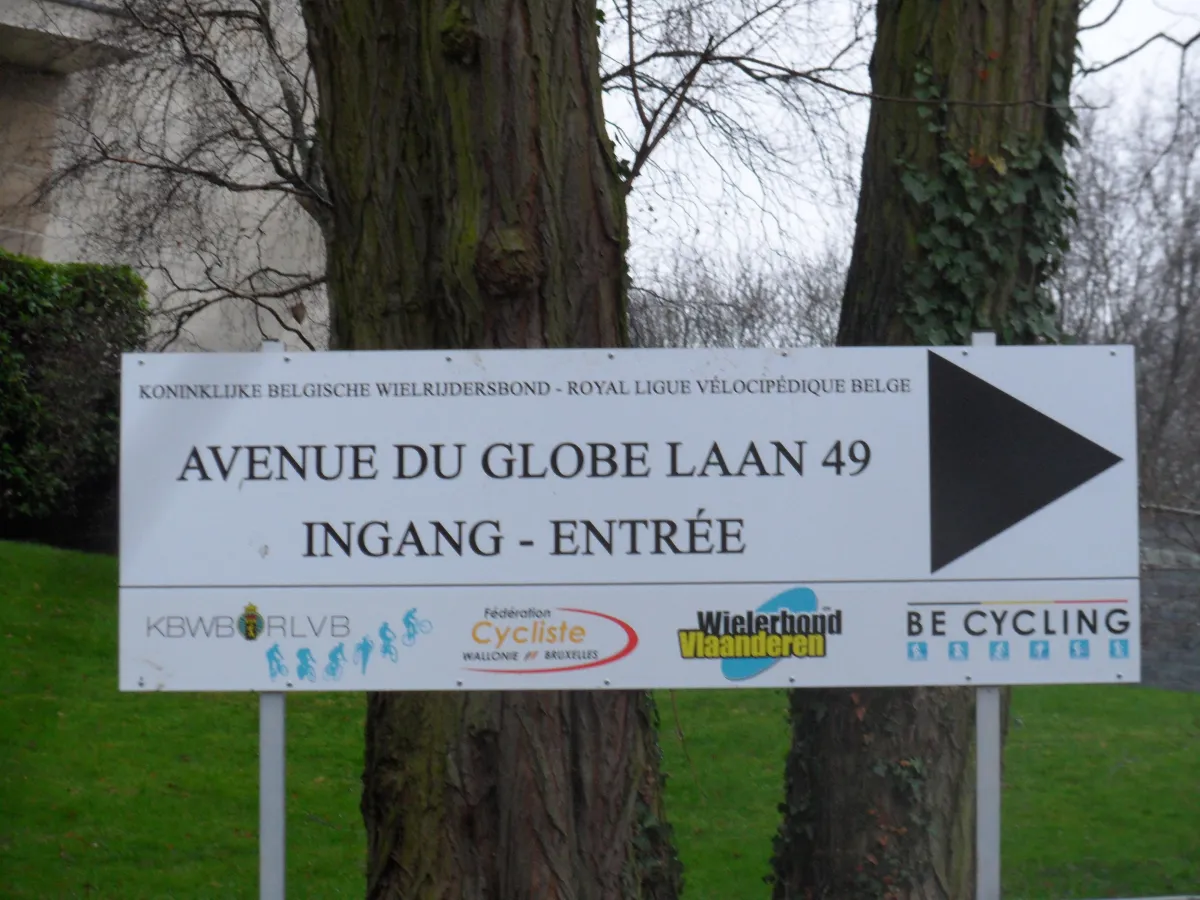 KONINKLIJKE BELGISCHE WIELRIJDERSBOND - ROYAL LIGUE VÉLOCIPÉDIQUE BELGE
AVENUE DU GLOBE LAAN 49
INGANG - ENTRÉE
KBWB RLVB
Fédération
Cycliste
WALLONIE BRUXELLES
Wielerbond
Vlaanderen
BE CYCLING